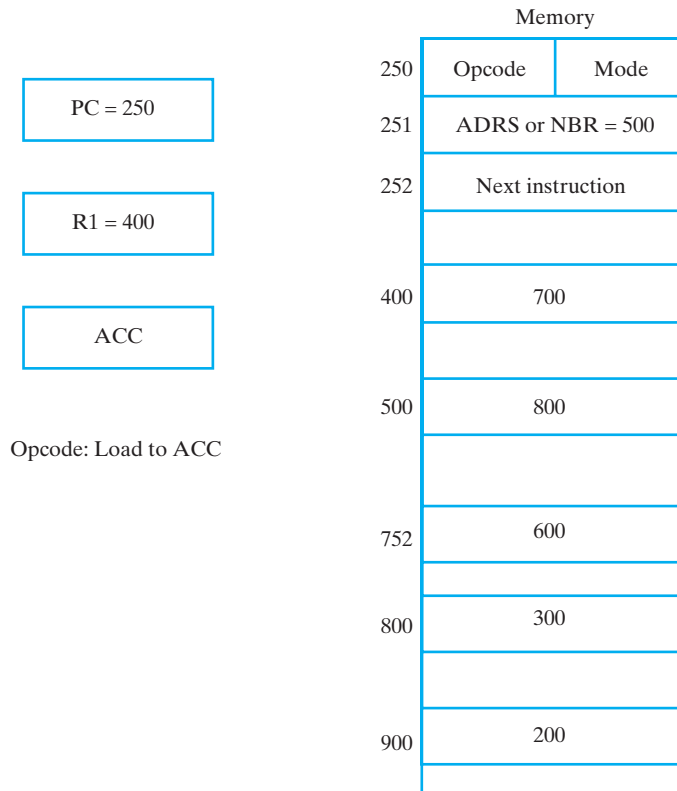 Memory
250 Opcode Mode
PC = 250
251 ADRS or NBR = 500
252 Next instruction
R1 = 400
400 700
ACC
500 800
Opcode: Load to ACC
752 600
800 300
900 200